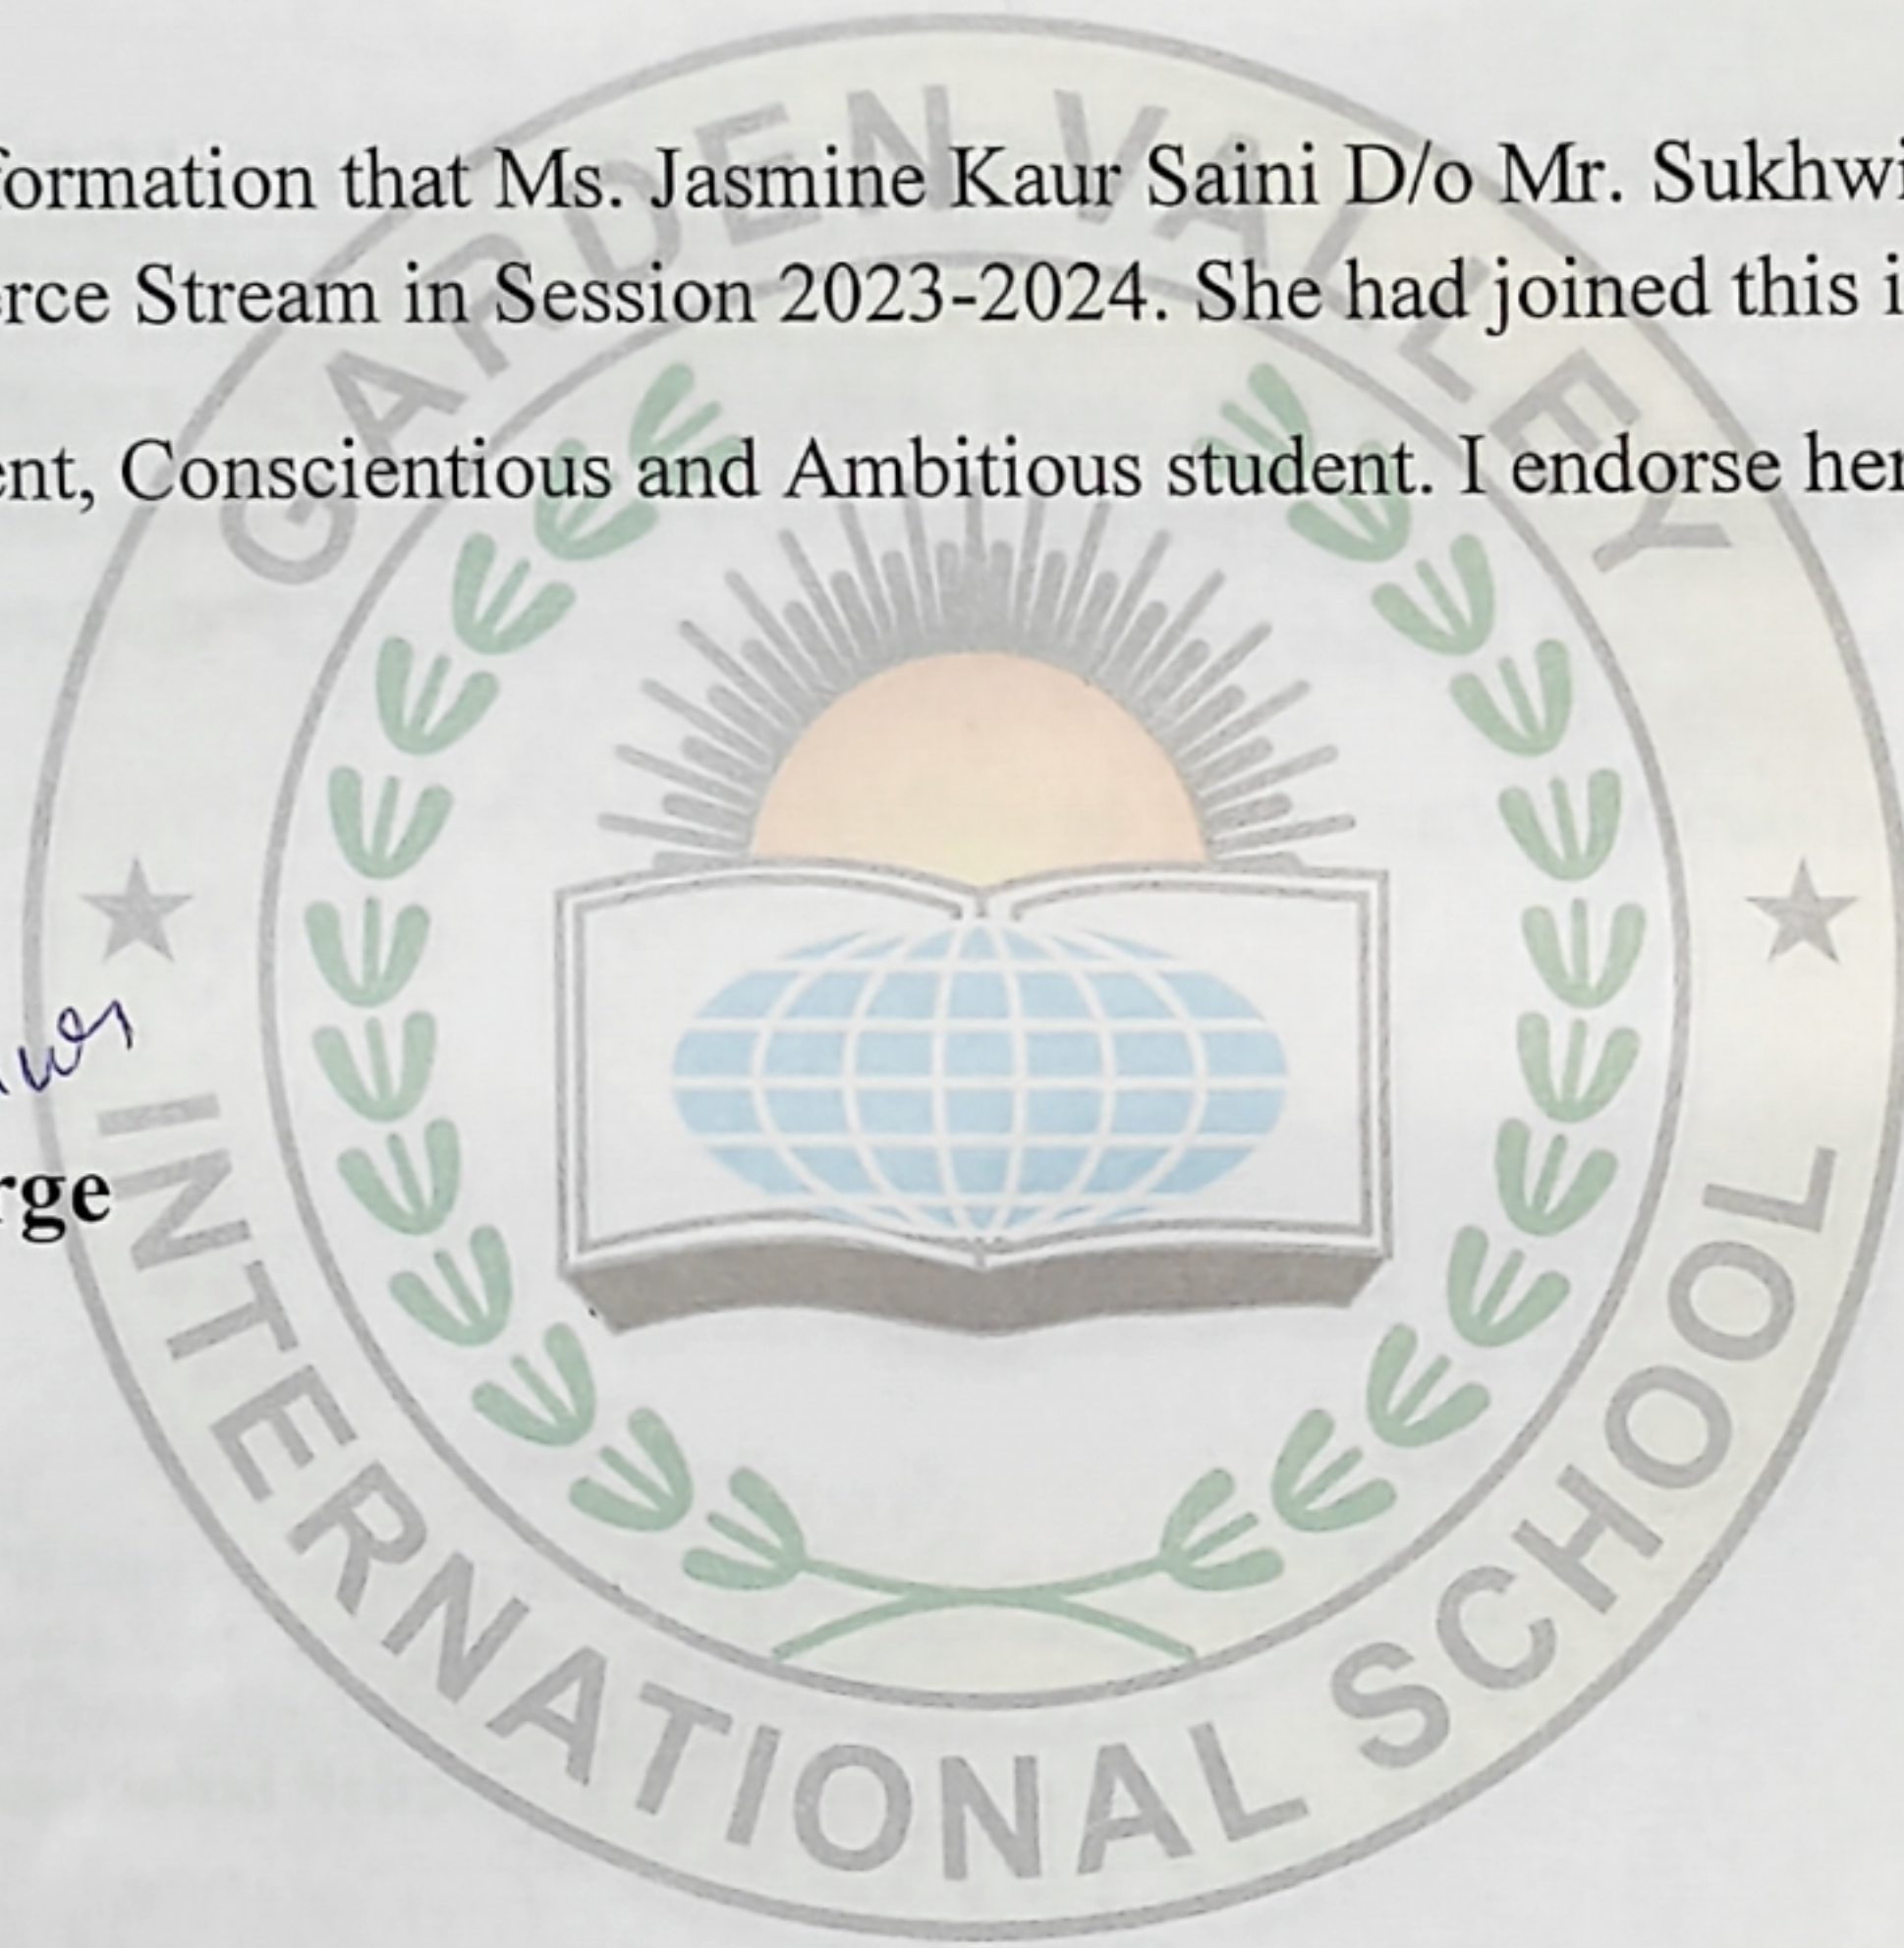 formation that Ms. Jasmine Kaur Saini D/o Mr. Sukhwi
erce Stream in Session 2023-2024. She had joined this i
ent, Conscientious and Ambitious student. I endorse her
rge
GARDEN VALLEY
INTERNATIONAL SCHOOL